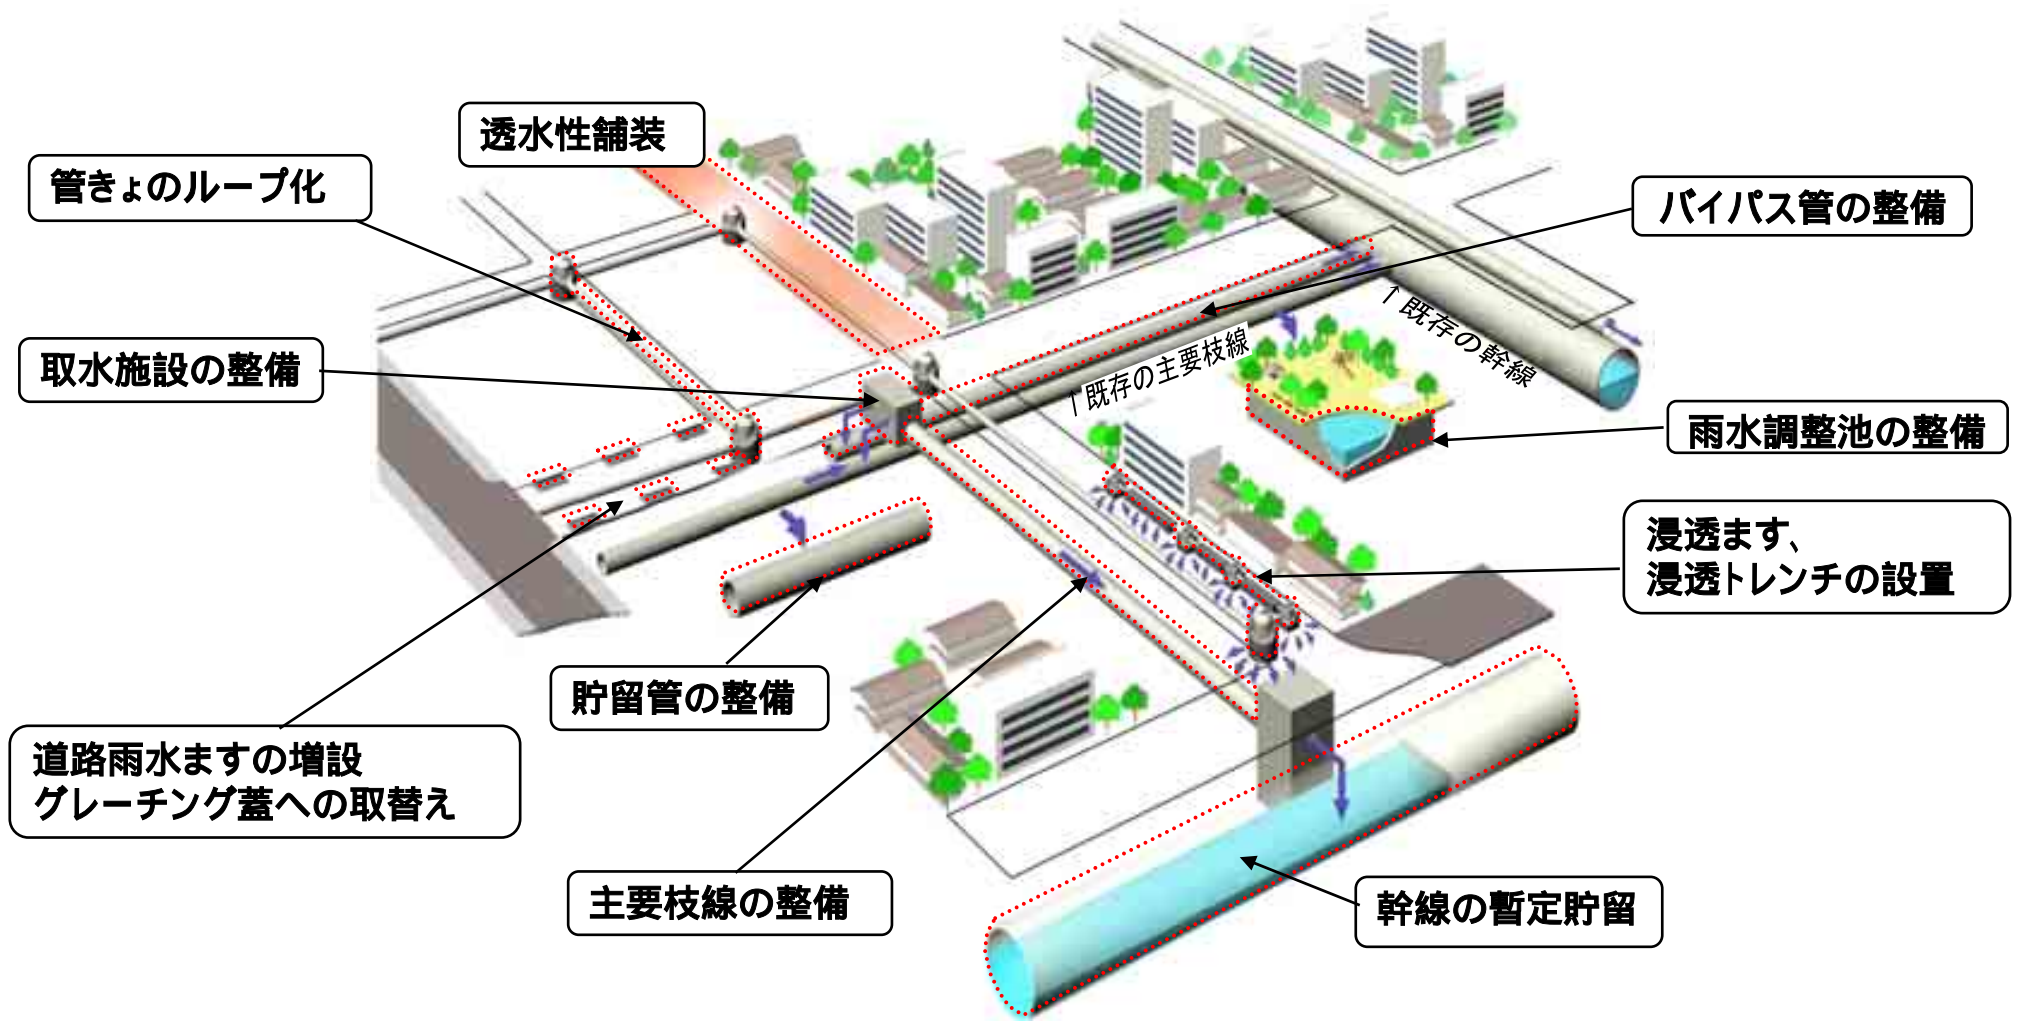 透水性舗装
管きょのループ化
バイパス管の整備
取水施設の整備
↑既存の幹線
↑既存の主要枝線
雨水調整池の整備
浸透ます、
浸透トレンチの設置
貯留管の整備
道路雨水ますの増設
グレーチング蓋への取替え
主要枝線の整備
幹線の暫定貯留